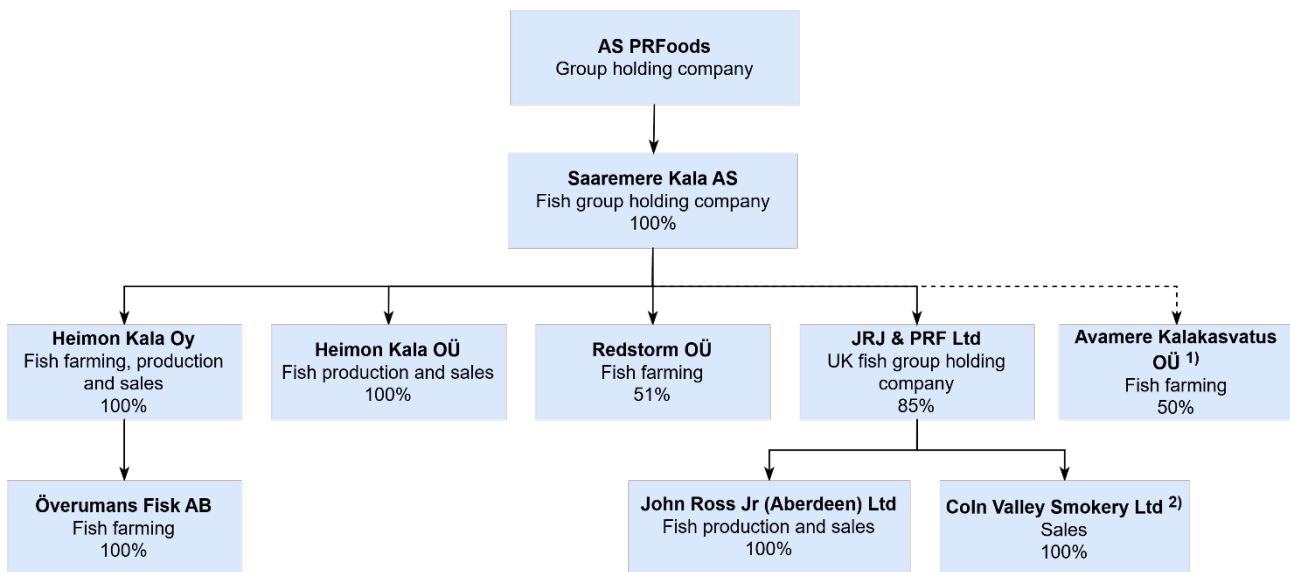 AS PRFoods
Group holding company
Saaremere Kala AS
Fish group holding company
100%
Heimon Kala Oy
Fish farming, production
and sales
100%
Heimon Kala OÜ
Fish production and sales
100%
Redstorm OÜ
Fish farming
51%
JRJ & PRF Ltd
UK fish group holding
company
85%
Avamere Kalakasvatus
OÜ 1)
Fish farming
50%
Överumans Fisk AB
Fish farming
100%
John Ross Jr (Aberdeen) Ltd
Fish production and sales
100%
Coln Valley Smokery Ltd 2)
Sales
100%